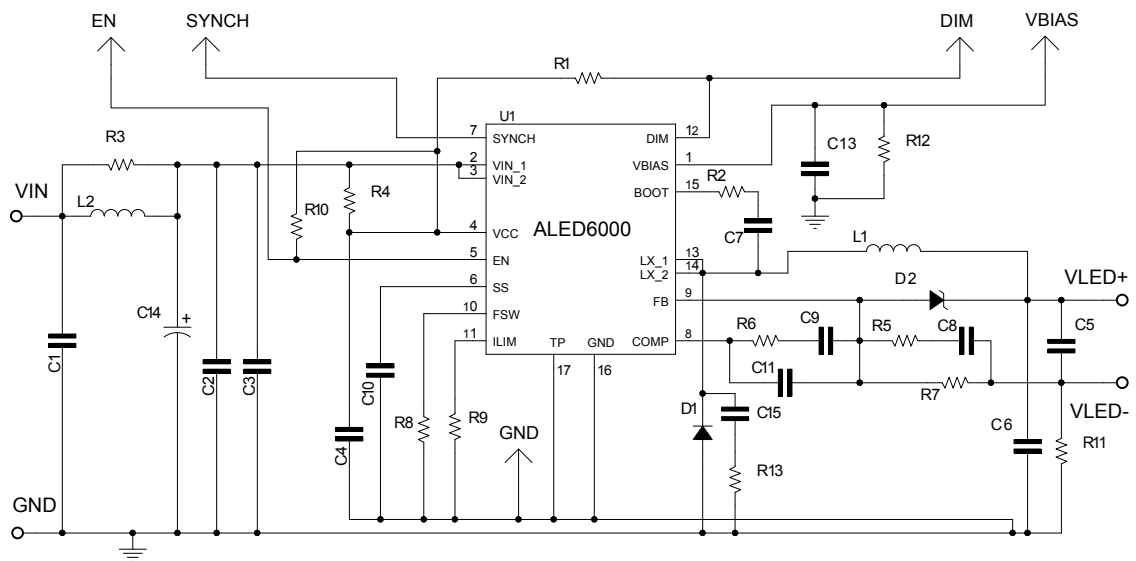 EN
SYNCH
DIM
VBIAS
R1
U1
R3
7
SYNCH
DIM
12
R12
C13
2
VIN_1
VBIAS
1
3
VIN_2
R2
VIN
L2
R4
BOOT
15
R10
C7
4
VCC
ALED6000
L1
5
EN
LX_1
13
LX_2
14
6
SS
D2
VLED+
FB
9
C14
+
10
FSW
C9
R6
R5
C8
C5
C1
11
ILIM
TP
GND
COMP
8
C11
C2
C3
C10
17
16
R7
VLED-
D1
C15
R8
R9
GND
C6
R11
C4
R13
GND